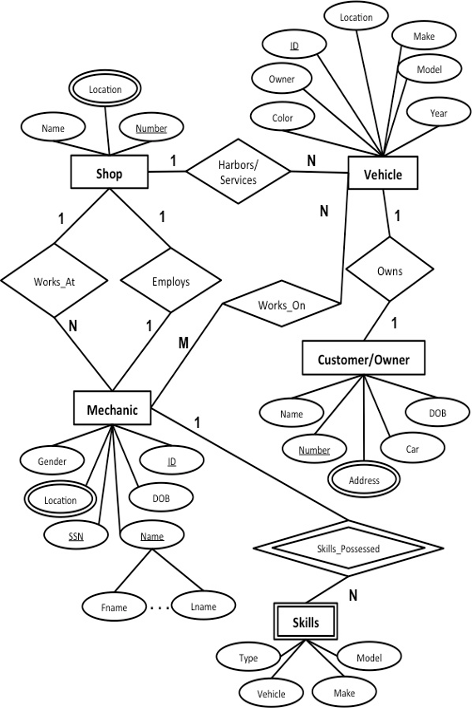 Location
Make
ID
Location
Model
Owner
Name
Number
Color
Year
Shop
1
Harbors/
Services
N
Vehicle
N
1
1
1
Works_At
Employs
Owns
Works_On
N
1
M
1
Customer/Owner
Mechanic
1
Name
DOB
Number
Car
Gender
ID
Address
Location
DOB
SSN
Name
Skills_Possessed
Fname
...
Lname
N
Skills
Type
Model
Vehicle
Make